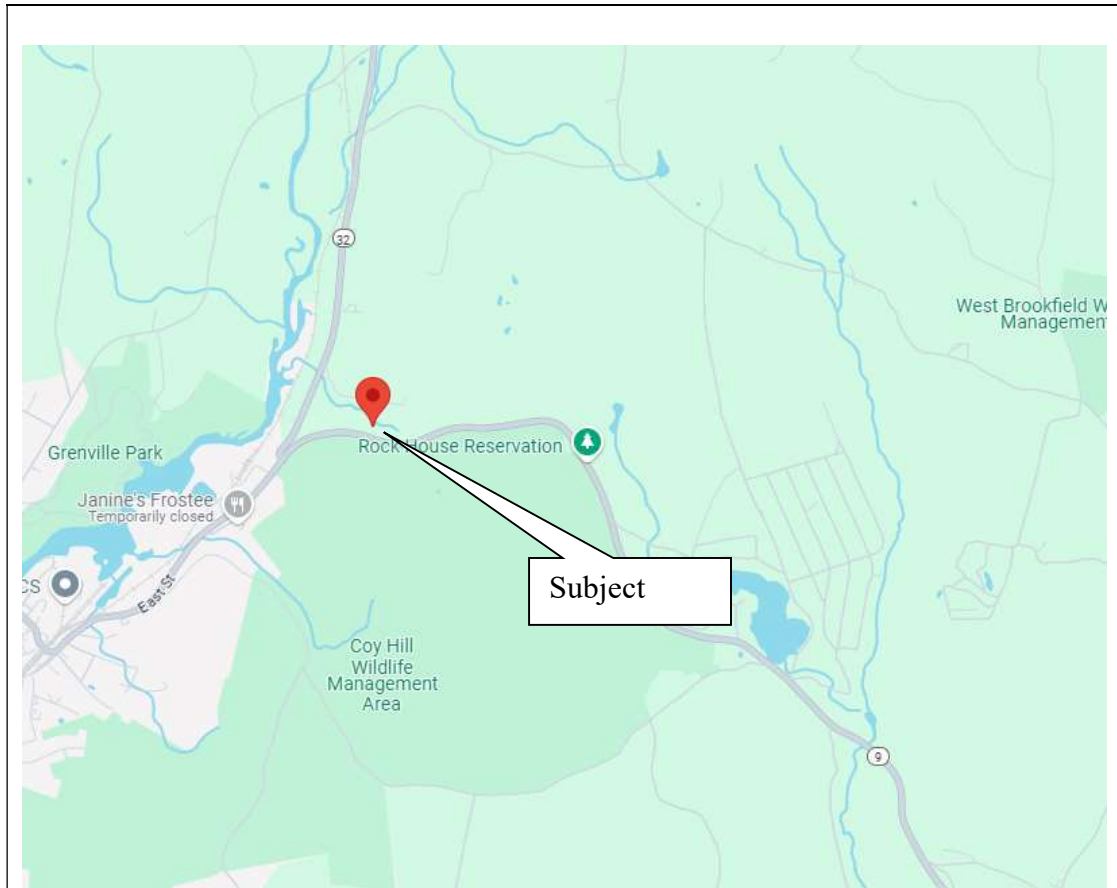 32
West Brookfield W
Management
Rock House Reservation
Grenville Park
Janine's Frostee
Temporarily closed
CS
East St
Subject
Coy Hill
Wildlife
Management
Area
9